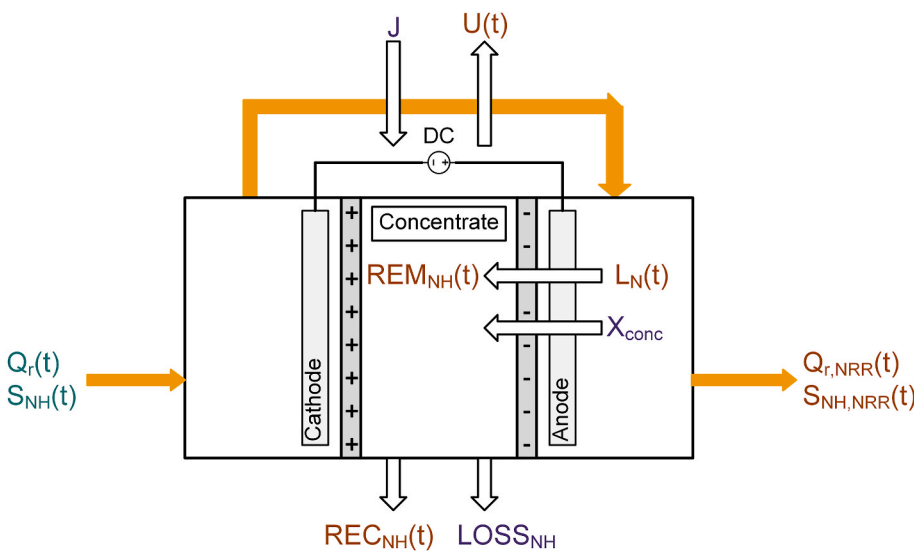 J
U(t)
DC
- +
+
+
+
+
+
+
+
+
Concentrate
-
-
-
-
-
-
-
-
REM_NH(t)
L_N(t)
X_conc
Cathode
Anode
Q_r(t)
S_NH(t)
Q_r,NRR(t)
S_NH,NRR(t)
REC_NH(t)
LOSS_NH